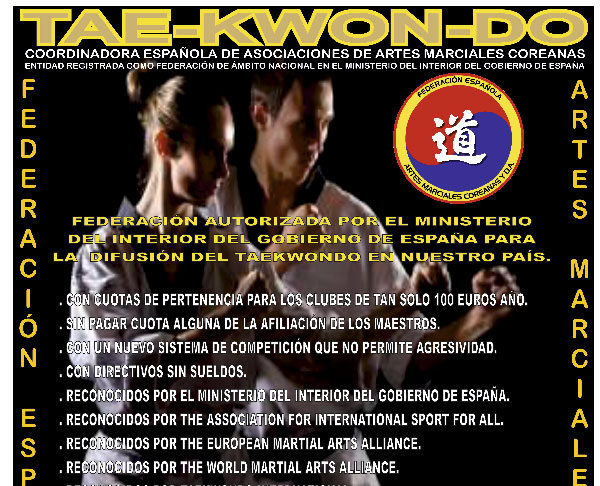 TAE-KWON-DO
COORDINADORA ESPAÑOLA DE ASOCIACIONES DE ARTES MARCIALES COREANAS
ENTIDAD REGISTRADA COMO FEDERACIÓN DE ÁMBITO NACIONAL EN EL MINISTERIO DEL INTERIOR DEL GOBIERNO DE ESPAÑA
FEDERACIÓN ESP
FEDERACIÓN ESPAÑOLA
道
ARTES MARCIALES COREANAS Y D.A.
ARTES MARCIALE
FEDERACIÓN AUTORIZADA POR EL MINISTERIO
DEL INTERIOR DEL GOBIERNO DE ESPAÑA PARA
LA DIFUSIÓN DEL TAEKWONDO EN NUESTRO PAÍS.
. CON CUOTAS DE PERTENENCIA PARA LOS CLUBES DE TAN SOLO 100 EUROS AÑO.
. SIN PAGAR CUOTA ALGUNA DE LA AFILIACIÓN DE LOS MAESTROS.
. CON UN NUEVO SISTEMA DE COMPETICIÓN QUE NO PERMITE AGRESIVIDAD.
. CON DIRECTIVOS SIN SUELDOS.
. RECONOCIDOS POR EL MINISTERIO DEL INTERIOR DEL GOBIERNO DE ESPAÑA.
. RECONOCIDOS POR THE ASSOCIATION FOR INTERNATIONAL SPORT FOR ALL.
. RECONOCIDOS POR THE EUROPEAN MARTIAL ARTS ALLIANCE.
. RECONOCIDOS POR THE WORLD MARTIAL ARTS ALLIANCE.